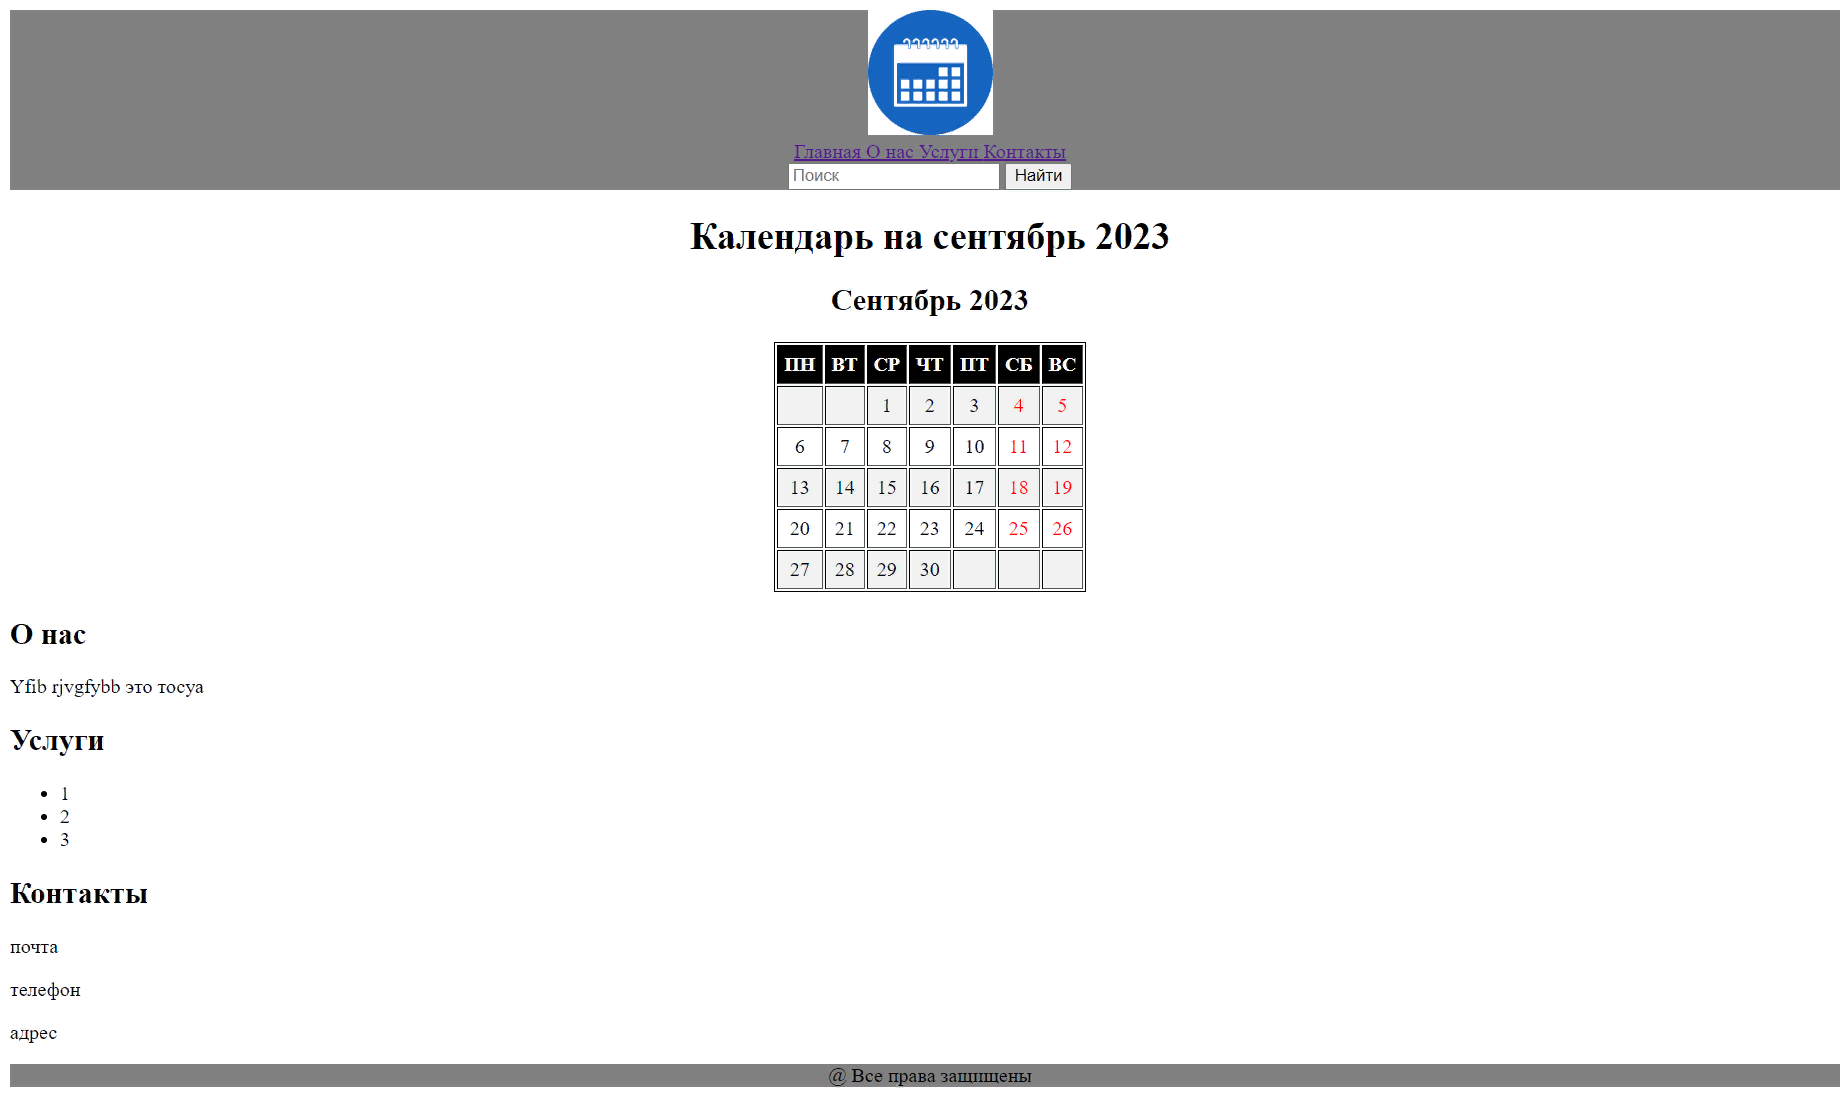 Главная О нас Услуги Контакты
Поиск Найти
Календарь на сентябрь 2023
Сентябрь 2023
ПН ВТ СР ЧТ ПТ СБ ВС
1 2 3 4 5
6 7 8 9 10 11 12
13 14 15 16 17 18 19
20 21 22 23 24 25 26
27 28 29 30
О нас
Yfib rjvgfybb это тосуа
Услуги
• 1
• 2
• 3
Контакты
почта
телефон
адрес
@ Все права защищены